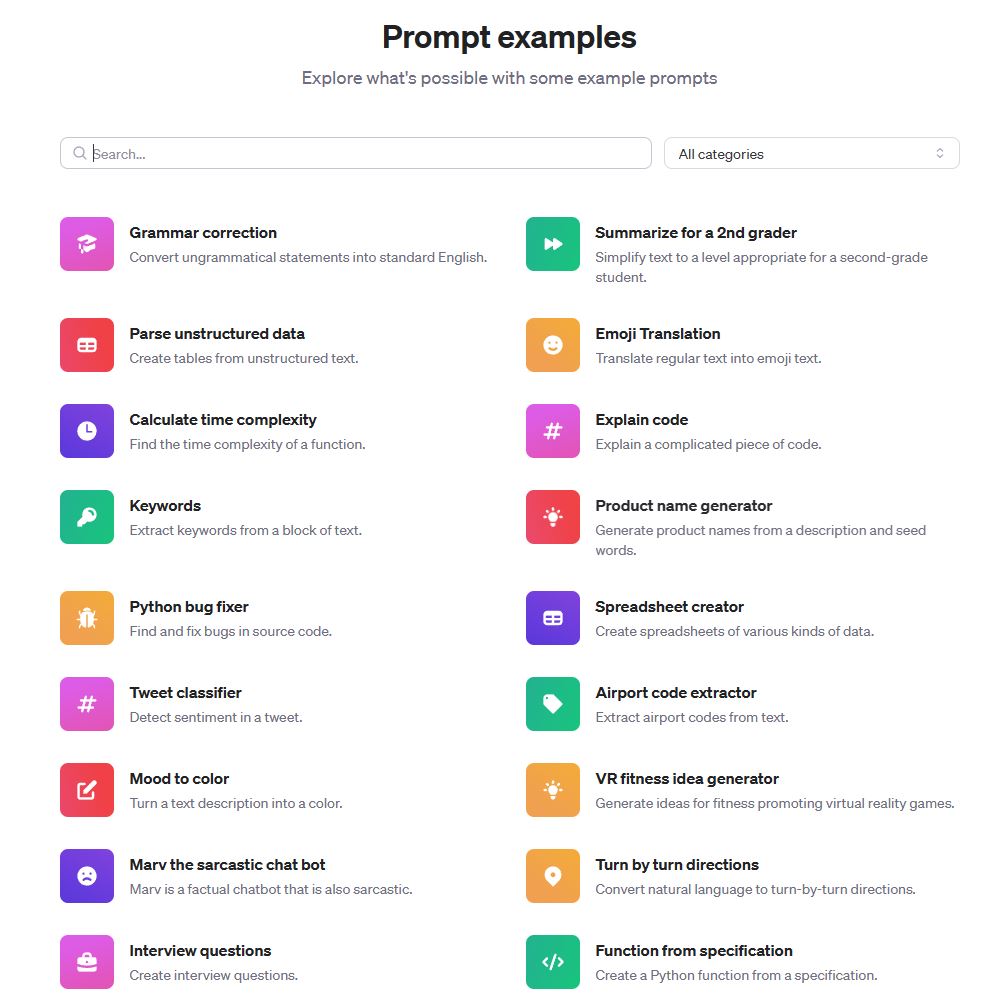 Prompt examples
Explore what's possible with some example prompts
Search...
All categories
Grammar correction
Convert ungrammatical statements into standard English.
Summarize for a 2nd grader
Simplify text to a level appropriate for a second-grade
student.
Parse unstructured data
Create tables from unstructured text.
Emoji Translation
Translate regular text into emoji text.
Calculate time complexity
Find the time complexity of a function.
Explain code
Explain a complicated piece of code.
Keywords
Extract keywords from a block of text.
Product name generator
Generate product names from a description and seed
words.
Python bug fixer
Find and fix bugs in source code.
Spreadsheet creator
Create spreadsheets of various kinds of data.
Tweet classifier
Detect sentiment in a tweet.
Airport code extractor
Extract airport codes from text.
Mood to color
Turn a text description into a color.
VR fitness idea generator
Generate ideas for fitness promoting virtual reality games.
Marv the sarcastic chat bot
Marv is a factual chatbot that is also sarcastic.
Turn by turn directions
Convert natural language to turn-by-turn directions.
Interview questions
Create interview questions.
Function from specification
Create a Python function from a specification.